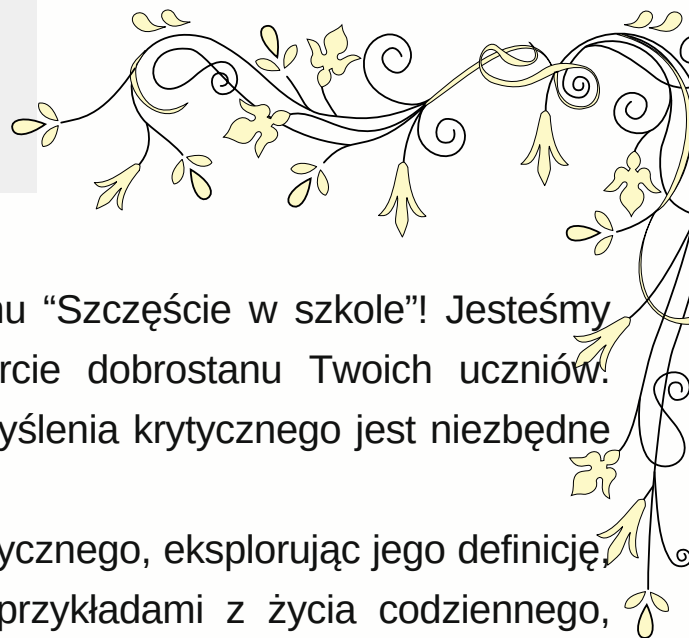 nu “Szczęście w szkole”! Jesteśmy
rcie dobrostanu Twoich uczniów.
yślenia krytycznego jest niezbędne
ycznego, eksplorując jego definicję,
przykładami z życia codziennego,